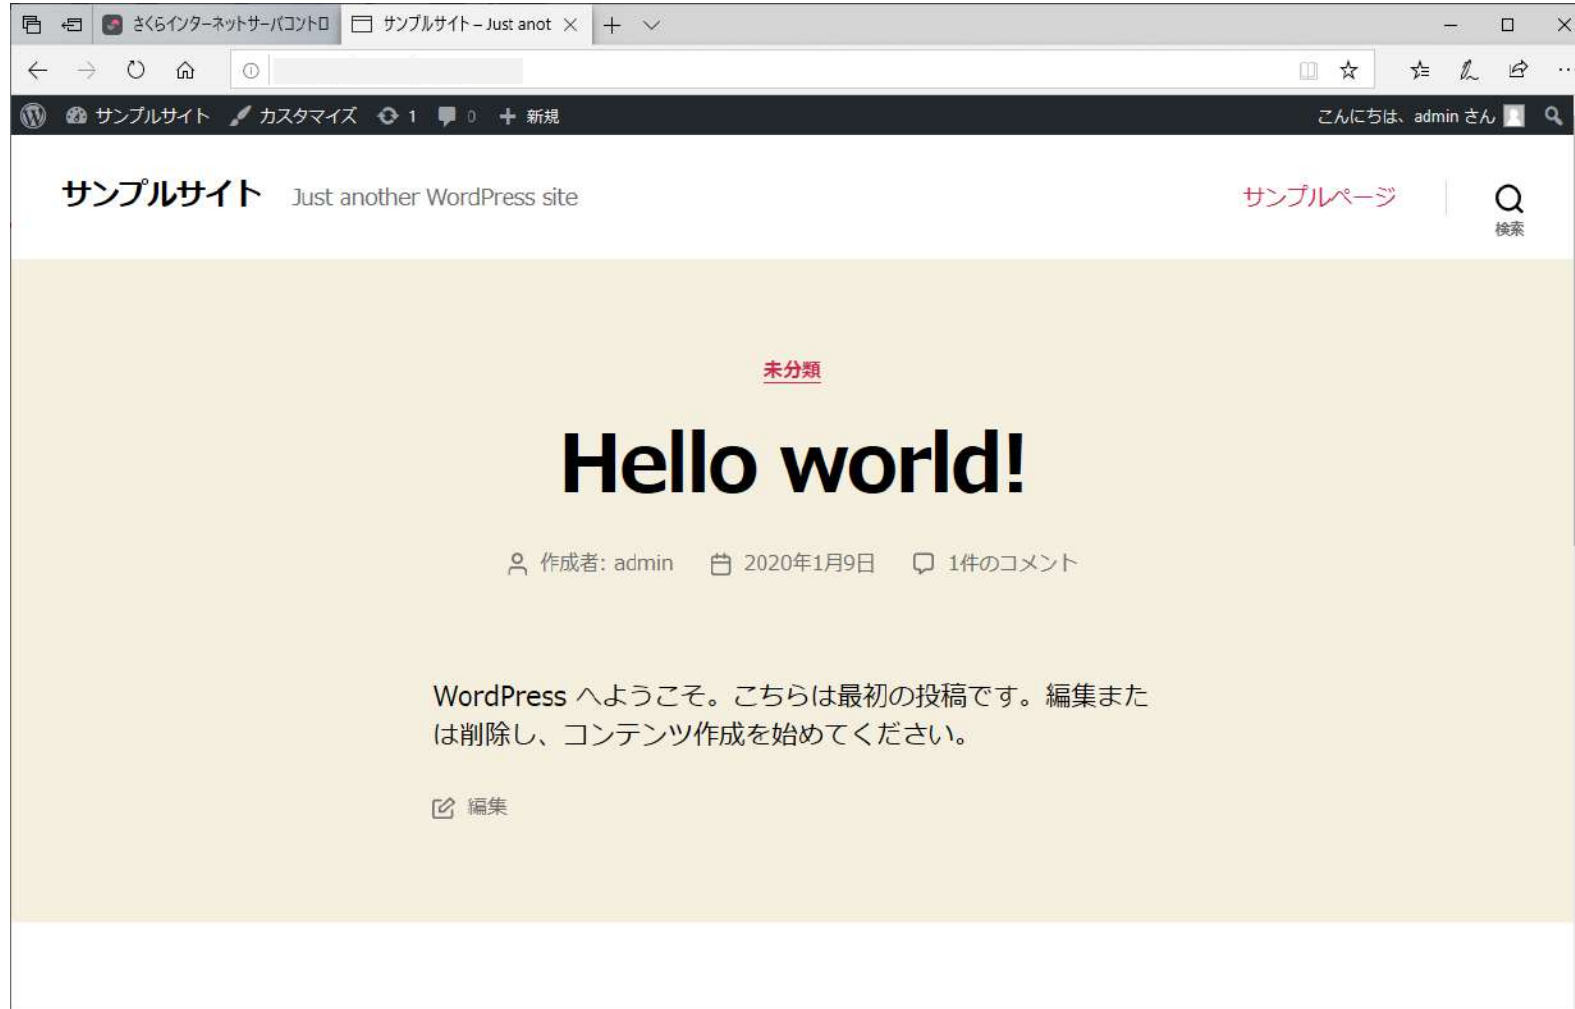 さくらインターネットサーバコントロ
サンプルサイト – Just anot
サンプルサイト カスタマイズ 1 0 新規 こんにちは、admin さん
サンプルサイト Just another WordPress site サンプルページ
検索
未分類
Hello world!
作成者: admin 2020年1月9日 1件のコメント
WordPress へようこそ。こちらは最初の投稿です。編集また
は削除し、コンテンツ作成を始めてください。
編集